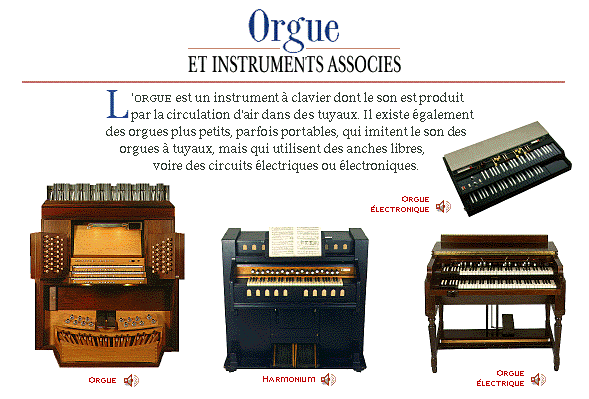 Orgue
ET INSTRUMENTS ASSOCIES
L'ORGUE est un instrument à clavier dont le son est produit
par la circulation d'air dans des tuyaux. Il existe également
des orgues plus petits, parfois portables, qui imitent le son des
orgues à tuyaux, mais qui utilisent des anches libres,
voire des circuits électriques ou électroniques.
ORGUE
ÉLECTRONIQUE
ORGUE
HARMONIUM
ORGUE
ÉLECTRIQUE